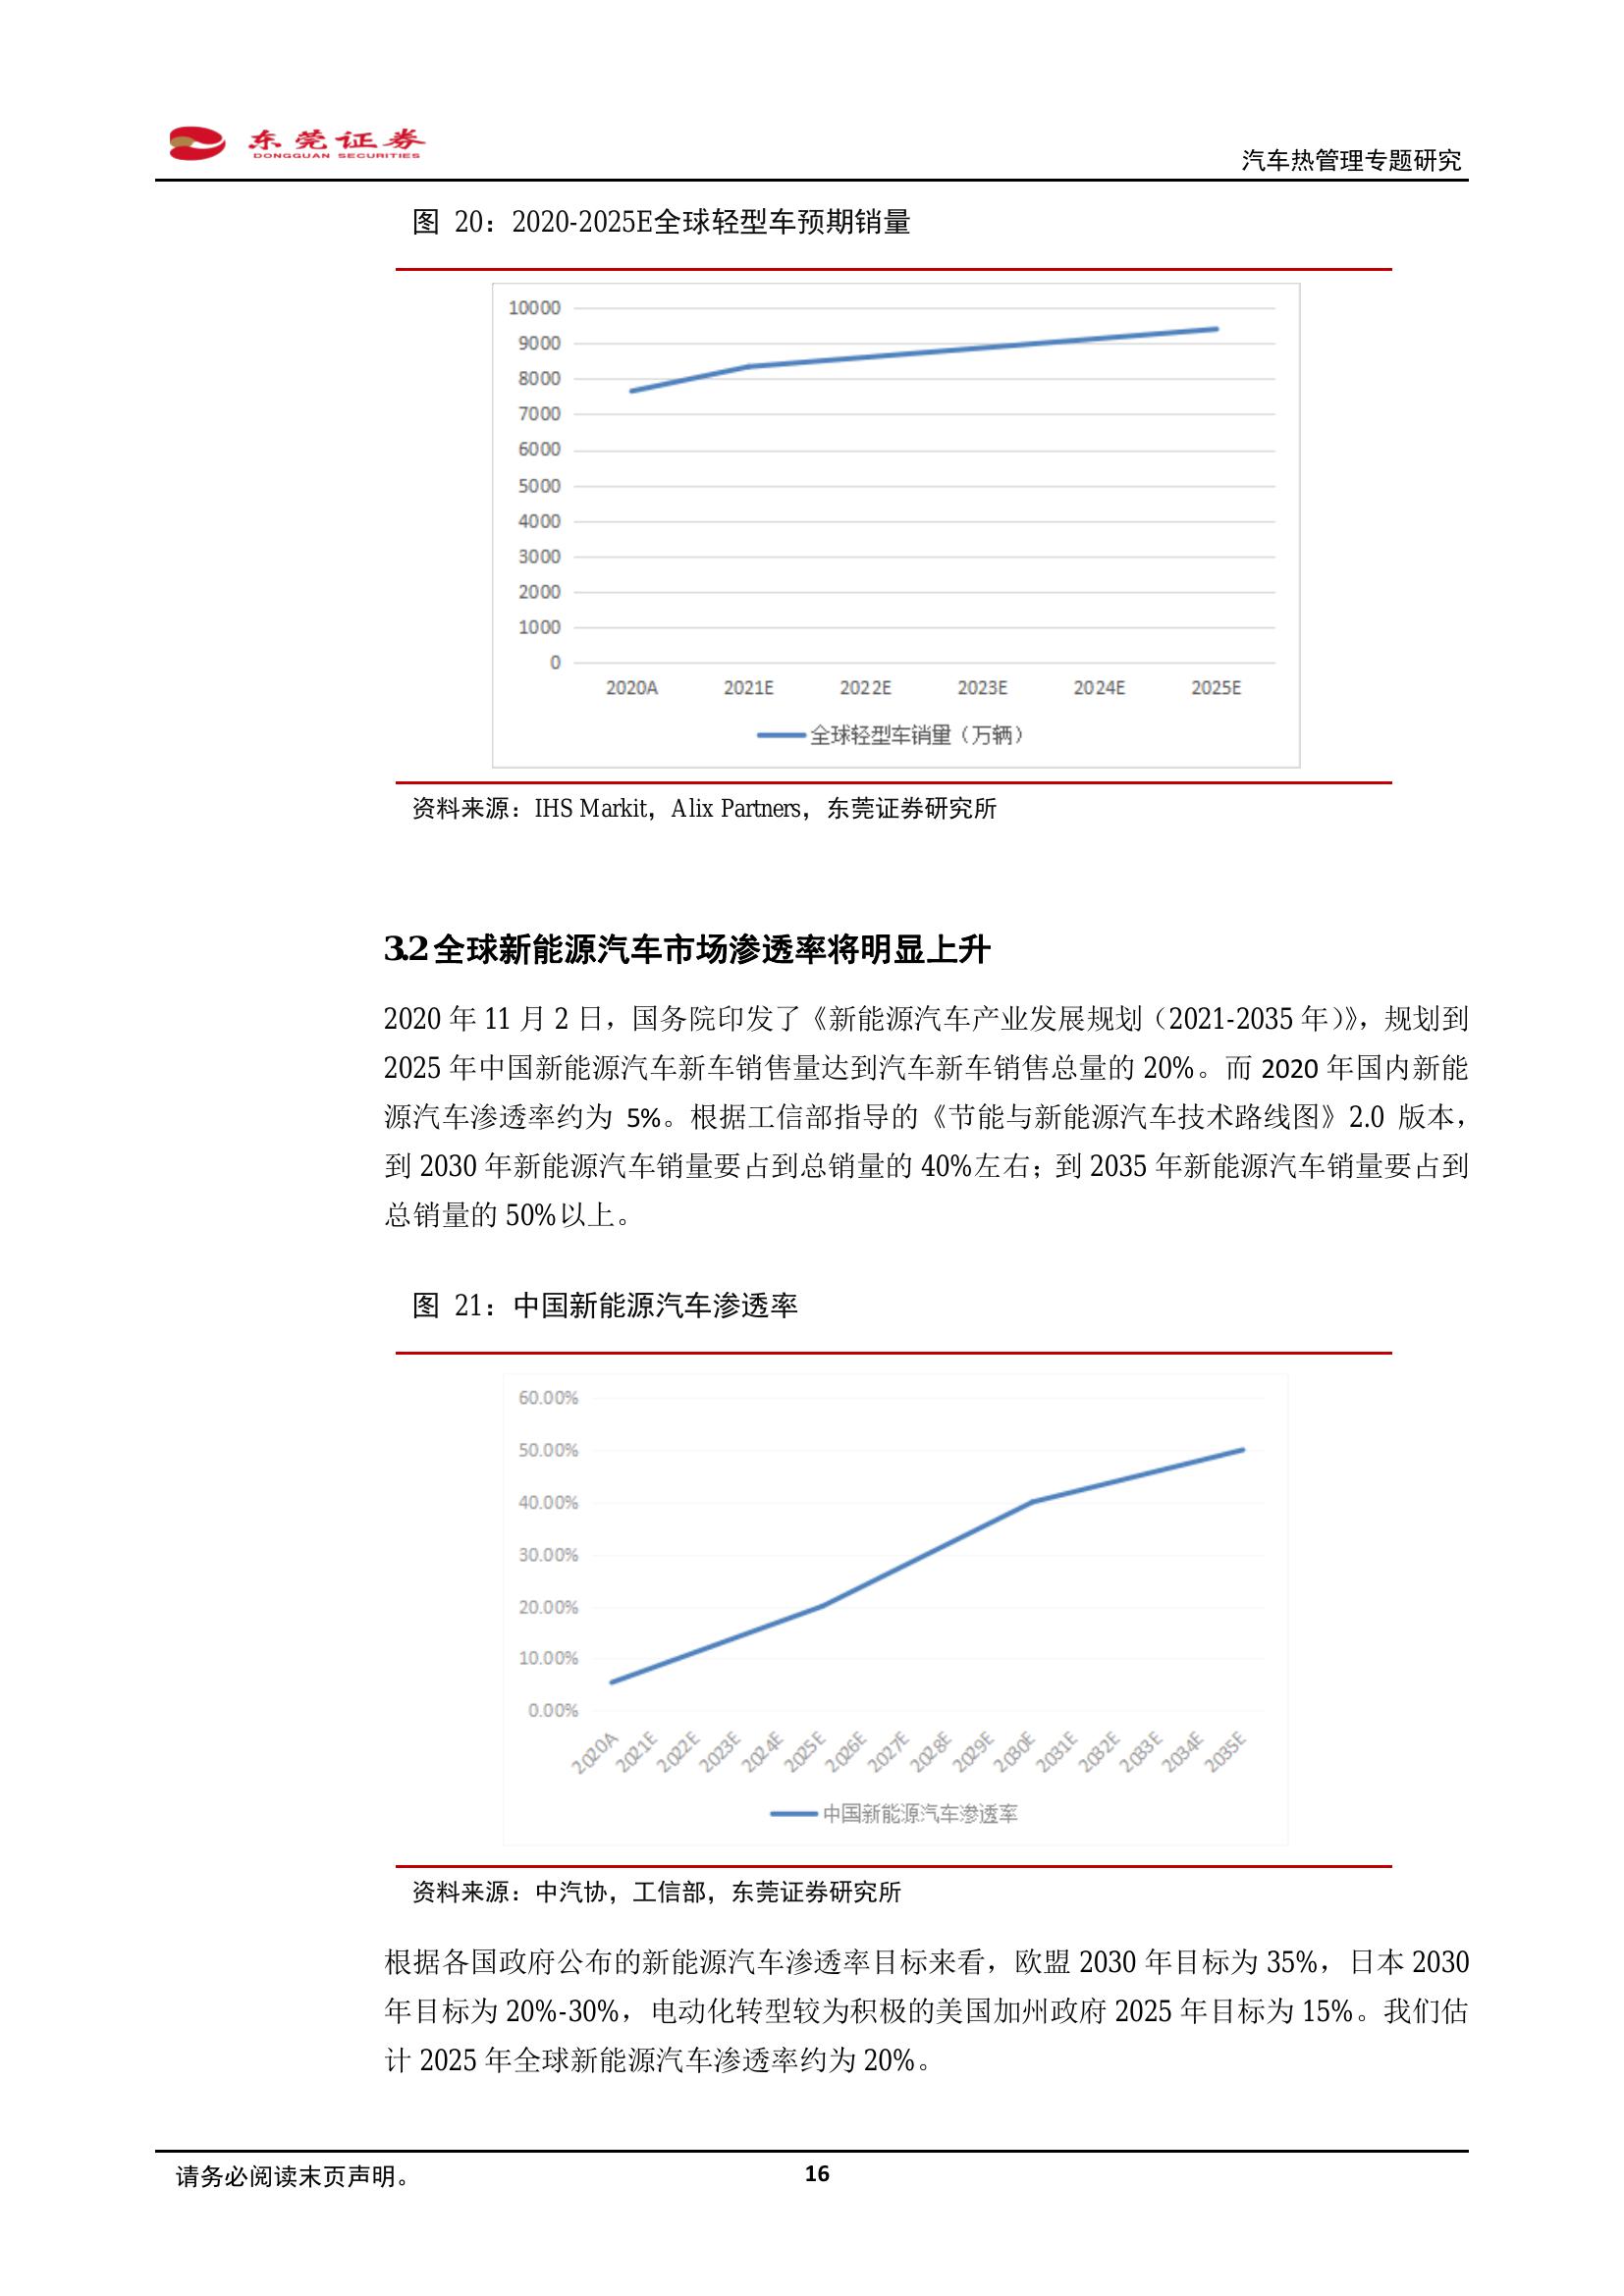 东莞证券
DONGGUAN SECURITIES
汽车热管理专题研究
图 20：2020-2025E全球轻型车预期销量
10000
9000
8000
7000
6000
5000
4000
3000
2000
1000
0
2020A 2021E 2022E 2023E 2024E 2025E
全球轻型车销量（万辆）
资料来源：IHS Markit，Alix Partners，东莞证券研究所
3.2 全球新能源汽车市场渗透率将明显上升
2020 年 11 月 2 日，国务院印发了《新能源汽车产业发展规划（2021-2035 年）》，规划到
2025 年中国新能源汽车新车销售量达到汽车新车销售总量的 20%。而 2020 年国内新能
源汽车渗透率约为 5%。根据工信部指导的《节能与新能源汽车技术路线图》2.0 版本，
到 2030 年新能源汽车销量要占到总销量的 40%左右；到 2035 年新能源汽车销量要占到
总销量的 50%以上。
图 21：中国新能源汽车渗透率
60.00%
50.00%
40.00%
30.00%
20.00%
10.00%
0.00%
2020A 2021E 2022E 2023E 2024E 2025E 2026E 2027E 2028E 2029E 2030E 2031E 2032E 2033E 2034E 2035E
中国新能源汽车渗透率
资料来源：中汽协，工信部，东莞证券研究所
根据各国政府公布的新能源汽车渗透率目标来看，欧盟 2030 年目标为 35%，日本 2030
年目标为 20%-30%，电动化转型较为积极的美国加州政府 2025 年目标为 15%。我们估
计 2025 年全球新能源汽车渗透率约为 20%。
请务必阅读末页声明。
16